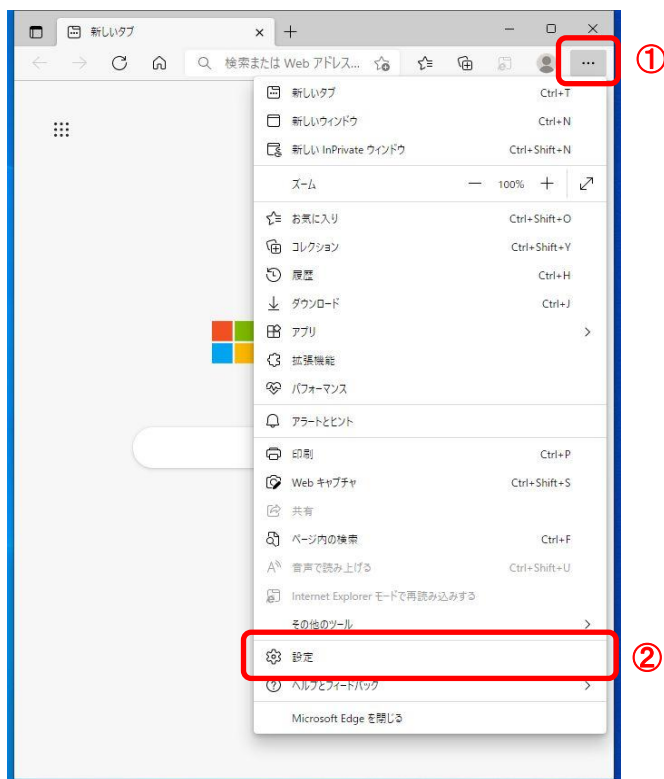 新しいタブ
①
検索または Web アドレス...
新しいタブ Ctrl+T
新しいウィンドウ Ctrl+N
新しい InPrivate ウィンドウ Ctrl+Shift+N
ズーム 100%
お気に入り Ctrl+Shift+O
コレクション Ctrl+Shift+Y
履歴 Ctrl+H
ダウンロード Ctrl+J
アプリ
拡張機能
パフォーマンス
アラートとヒント
印刷 Ctrl+P
Web キャプチャ Ctrl+Shift+S
共有
ページ内の検索 Ctrl+F
音声で読み上げる Ctrl+Shift+U
Internet Explorer モードで再読み込みする
その他のツール
設定
②
ヘルプとフィードバック
Microsoft Edge を閉じる